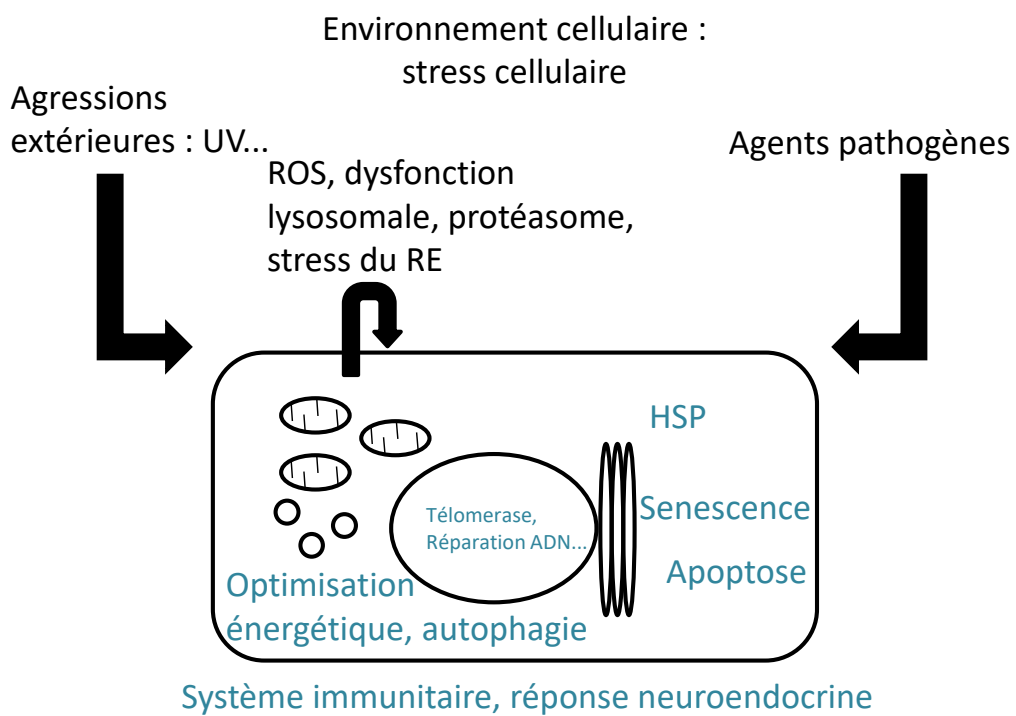 Environnement cellulaire :
stress cellulaire
Agressions
extérieures : UV...
Agents pathogènes
ROS, dysfonction
lysosomale, protéasome,
stress du RE
HSP
Télomerase,
Réparation ADN...
Senescence
Apoptose
Optimisation
énergétique, autophagie
Système immunitaire, réponse neuroendocrine